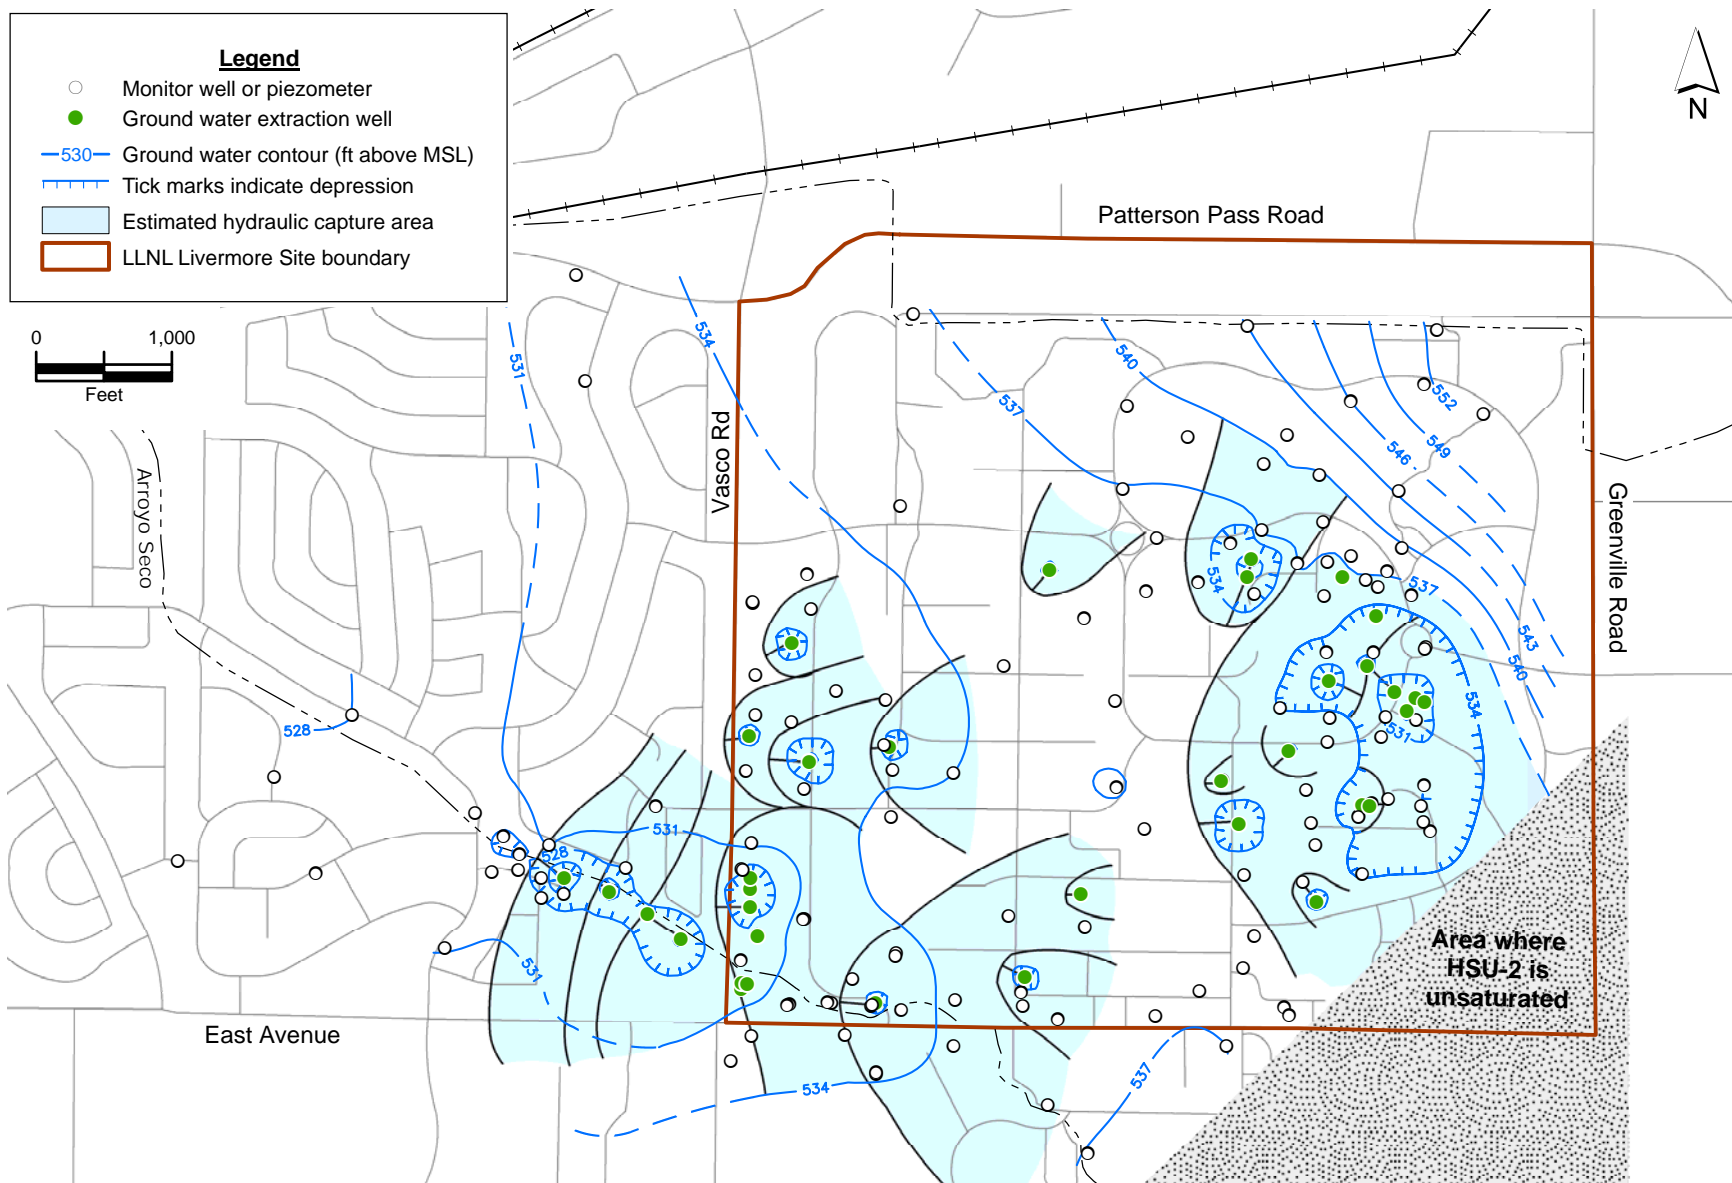 Legend
Monitor well or piezometer
Ground water extraction well
530
Ground water contour (ft above MSL)
Tick marks indicate depression
Estimated hydraulic capture area
LLNL Livermore Site boundary
N
0 1,000
Feet
Patterson Pass Road
Vasco Rd
Arroyo Seco
Greenville Road
East Avenue
531
534
537
540
552
549
546
534
537
543
540
534
531
528
531
528
531
534
537
Area where
HSU-2 is
unsaturated